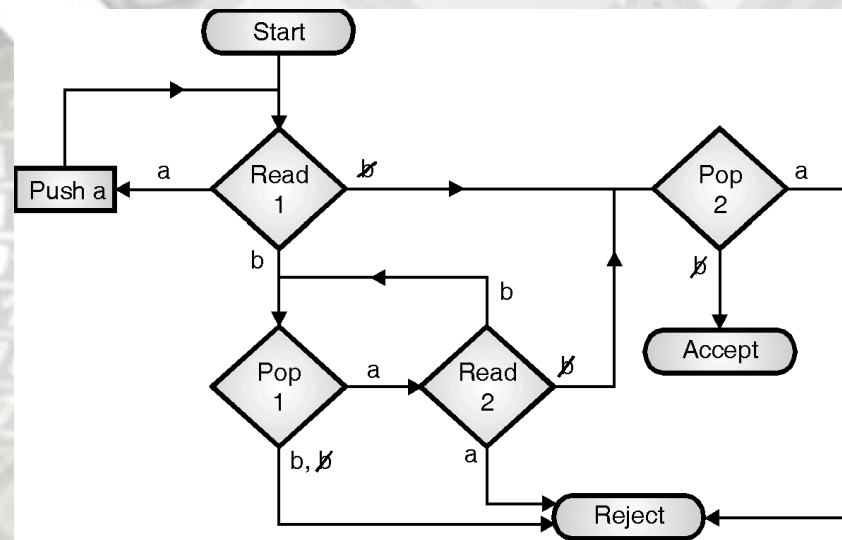 Start
a
Read
1
b̸
Pop
2
a
Push a
b
b
b̸
Accept
Pop
1
a
Read
2
b̸
b, b̸
a
Reject